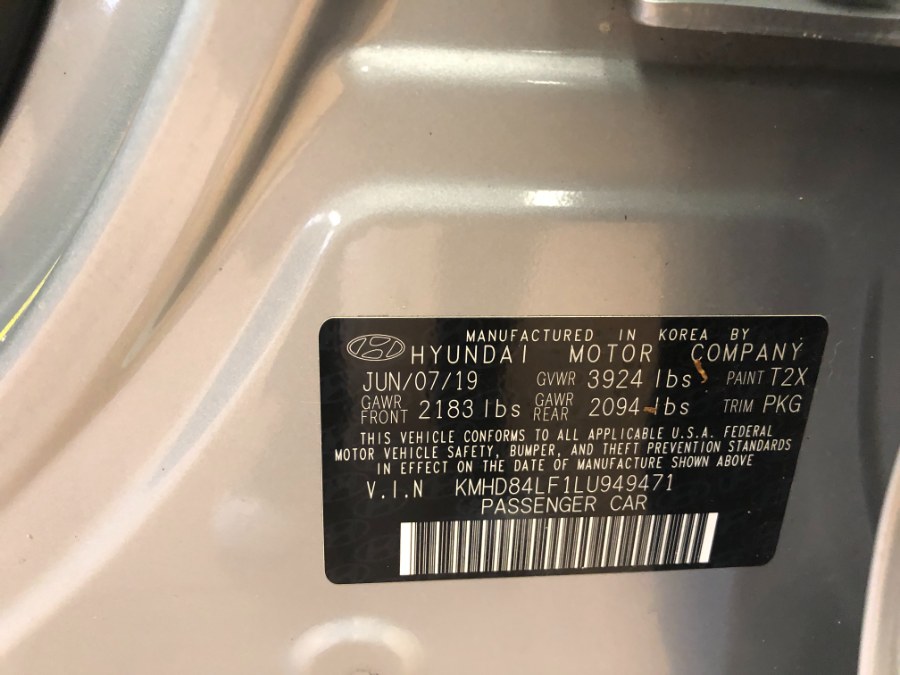 MANUFACTURED IN KOREA BY
HYUNDAI MOTOR COMPANY
JUN/07/19 GVWR 3924 lbs PAINT T2X
GAWR FRONT 2183 lbs GAWR REAR 2094 lbs TRIM PKG
THIS VEHICLE CONFORMS TO ALL APPLICABLE U.S.A. FEDERAL
MOTOR VEHICLE SAFETY, BUMPER, AND THEFT PREVENTION STANDARDS
IN EFFECT ON THE DATE OF MANUFACTURE SHOWN ABOVE
V.I.N KMHD84LF1LU949471
PASSENGER CAR